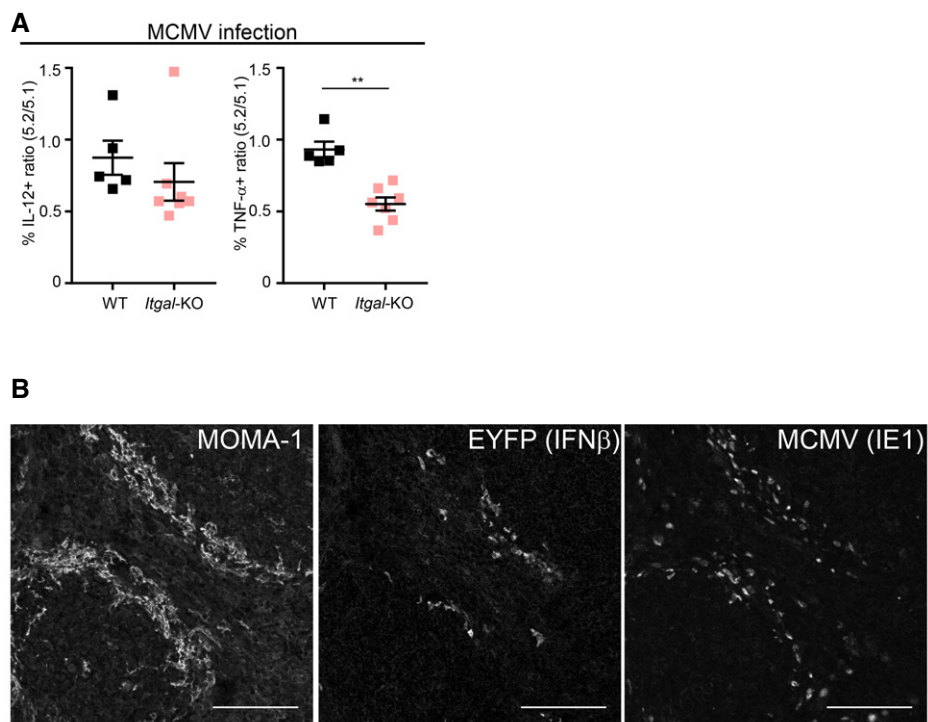 A
MCMV infection
% IL-12+ ratio (5.2/5.1)
1.5
1.0
0.5
0
WT
Itgal-KO
% TNF-α+ ratio (5.2/5.1)
1.5
1.0
0.5
0
**
WT
Itgal-KO
B
MOMA-1
EYFP (IFNβ)
MCMV (IE1)